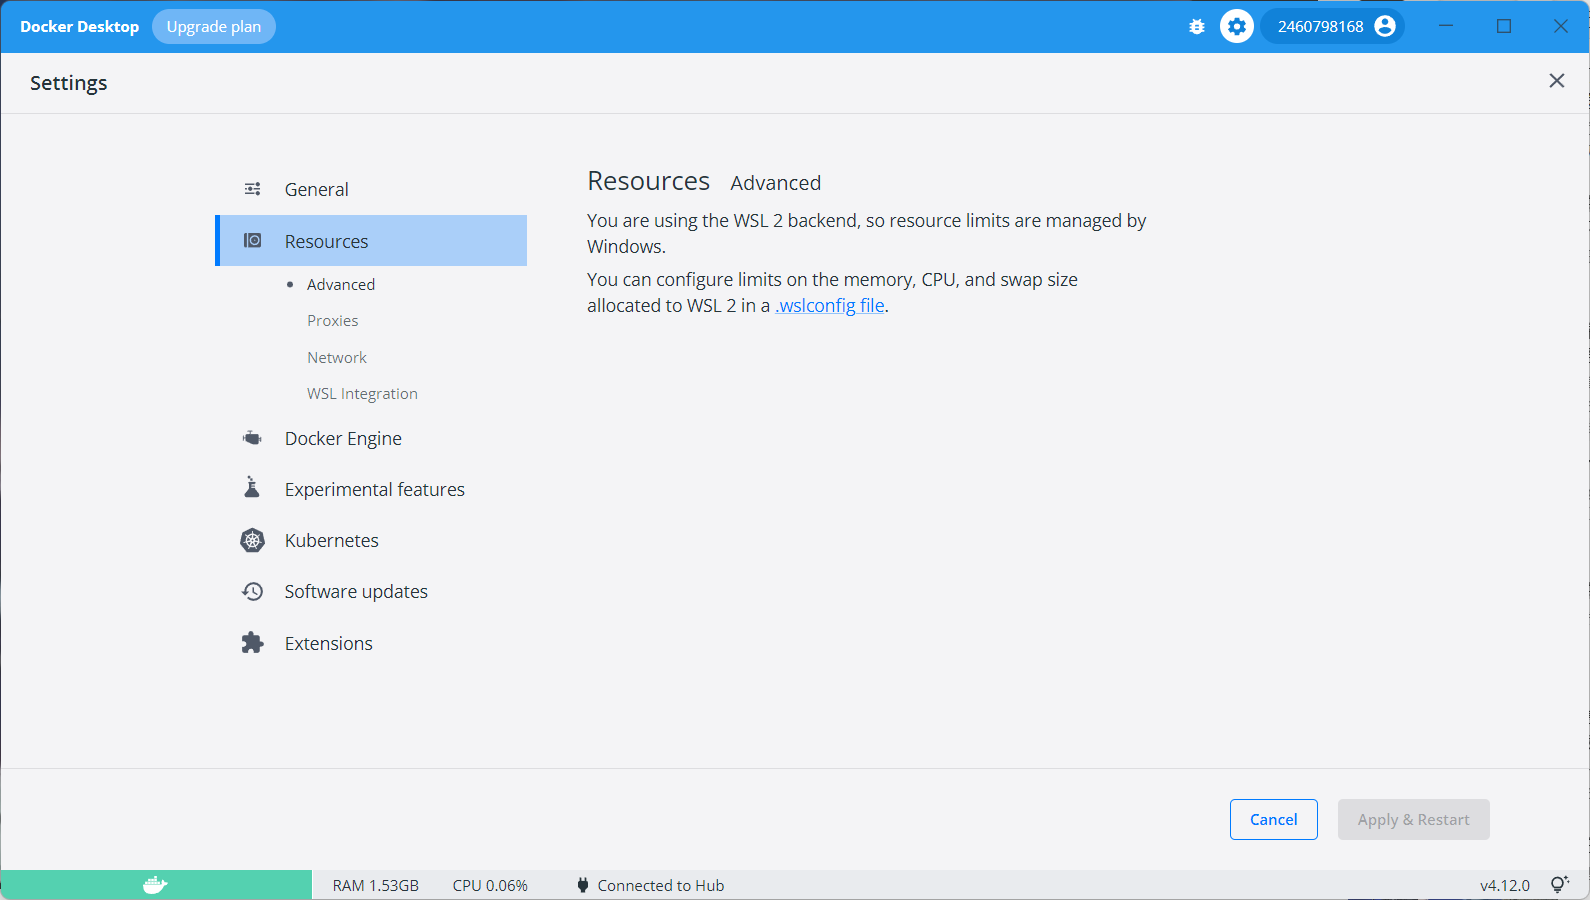 Docker Desktop Upgrade plan 2460798168
Settings
General
Resources
Advanced
Proxies
Network
WSL Integration
Docker Engine
Experimental features
Kubernetes
Software updates
Extensions
Resources Advanced
You are using the WSL 2 backend, so resource limits are managed by
Windows.
You can configure limits on the memory, CPU, and swap size
allocated to WSL 2 in a .wslconfig file.
Cancel Apply & Restart
RAM 1.53GB CPU 0.06% Connected to Hub v4.12.0